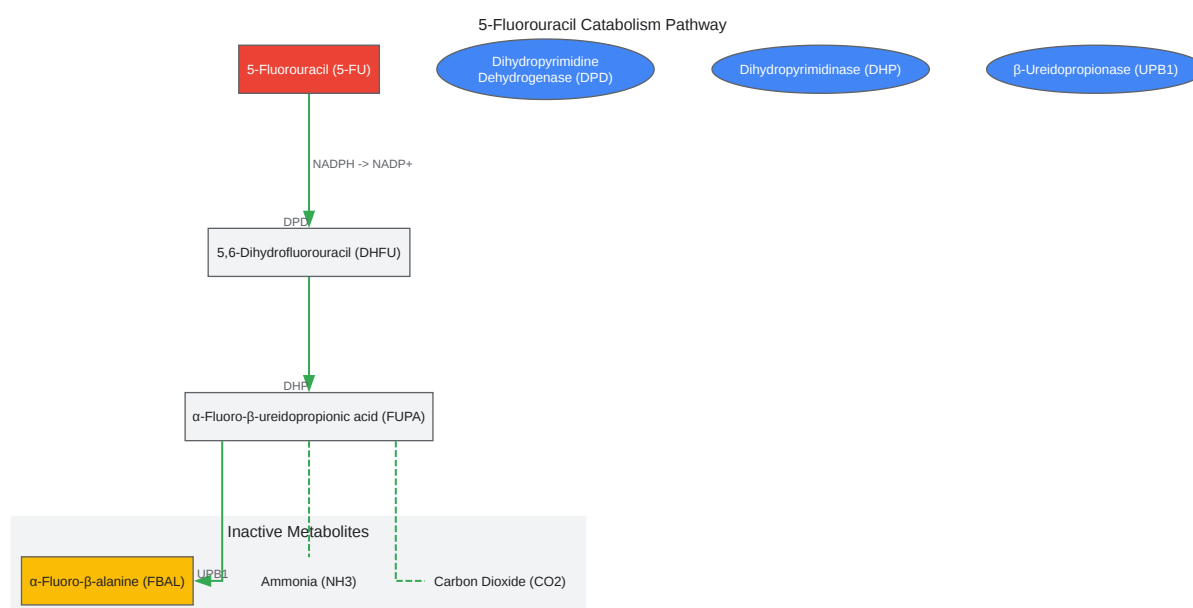 5-Fluorouracil Catabolism Pathway
5-Fluorouracil (5-FU)
Dihydropyrimidine
Dehydrogenase (DPD)
Dihydropyrimidinase (DHP)
β-Ureidopropionase (UPB1)
NADPH -> NADP+
DPD
5,6-Dihydrofluorouracil (DHFU)
DHP
α-Fluoro-β-ureidopropionic acid (FUPA)
Inactive Metabolites
UPB1
α-Fluoro-β-alanine (FBAL)
Ammonia (NH3)
Carbon Dioxide (CO2)